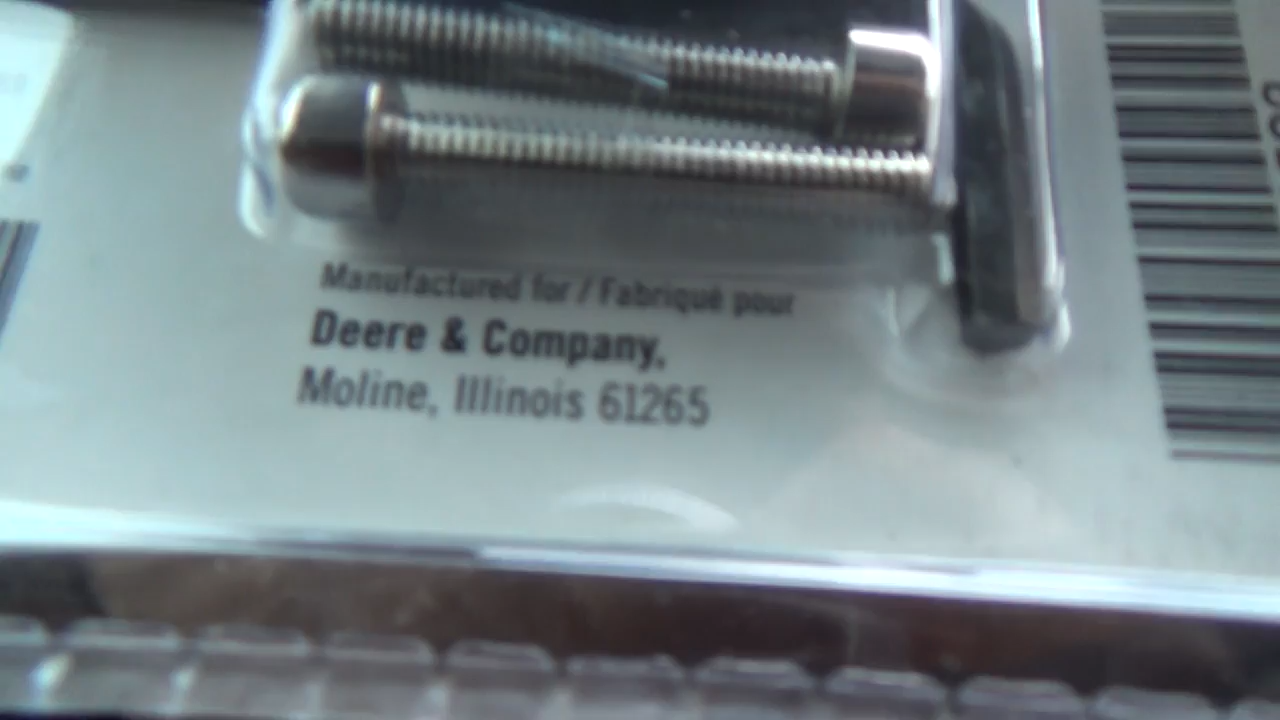 Manufactured for / Fabriqué pour
Deere & Company,
Moline, Illinois 61265